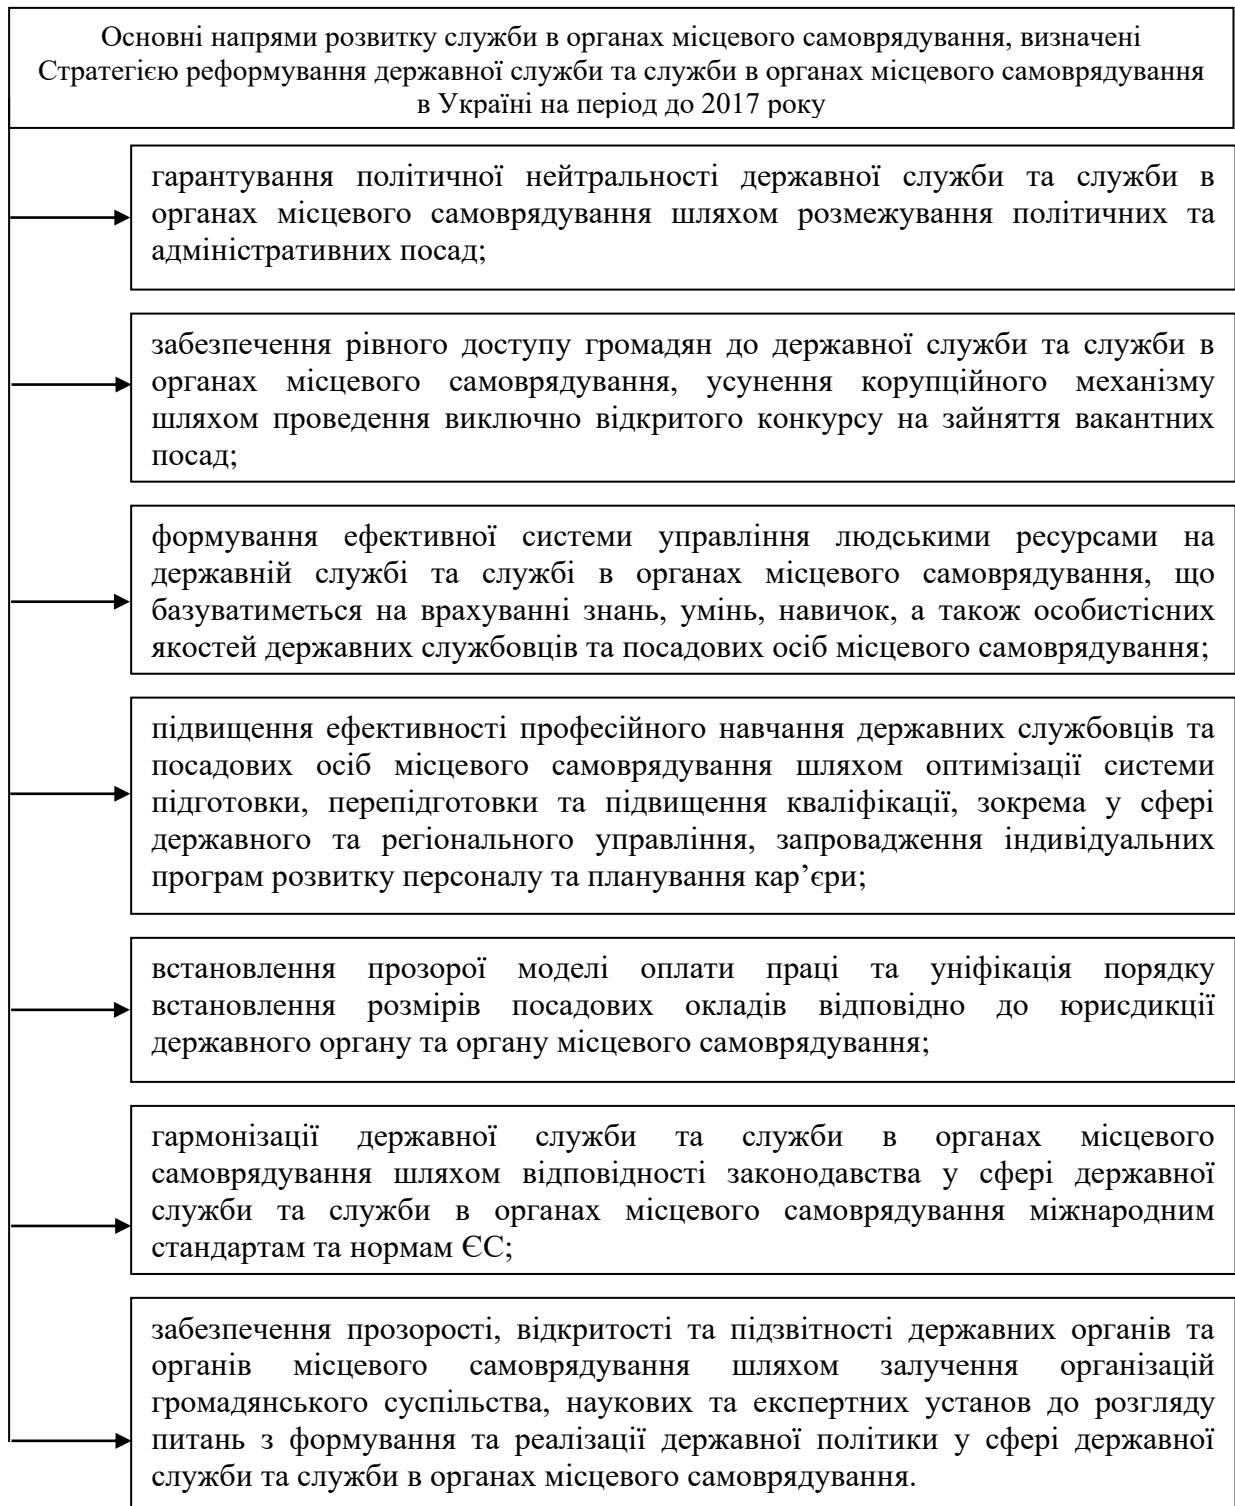 Основні напрями розвитку служби в органах місцевого самоврядування, визначені
Стратегією реформування державної служби та служби в органах місцевого самоврядування
в Україні на період до 2017 року
гарантування політичної нейтральності державної служби та служби в
органах місцевого самоврядування шляхом розмежування політичних та
адміністративних посад;
забезпечення рівного доступу громадян до державної служби та служби в
органах місцевого самоврядування, усунення корупційного механізму
шляхом проведення виключно відкритого конкурсу на зайняття вакантних
посад;
формування ефективної системи управління людськими ресурсами на
державній службі та службі в органах місцевого самоврядування, що
базуватиметься на врахуванні знань, умінь, навичок, а також особистісних
якостей державних службовців та посадових осіб місцевого самоврядування;
підвищення ефективності професійного навчання державних службовців та
посадових осіб місцевого самоврядування шляхом оптимізації системи
підготовки, перепідготовки та підвищення кваліфікації, зокрема у сфері
державного та регіонального управління, запровадження індивідуальних
програм розвитку персоналу та планування кар’єри;
встановлення прозорої моделі оплати праці та уніфікація порядку
встановлення розмірів посадових окладів відповідно до юрисдикції
державного органу та органу місцевого самоврядування;
гармонізації державної служби та служби в органах місцевого
самоврядування шляхом відповідності законодавства у сфері державної
служби та служби в органах місцевого самоврядування міжнародним
стандартам та нормам ЄС;
забезпечення прозорості, відкритості та підзвітності державних органів та
органів місцевого самоврядування шляхом залучення організацій
громадянського суспільства, наукових та експертних установ до розгляду
питань з формування та реалізації державної політики у сфері державної
служби та служби в органах місцевого самоврядування.